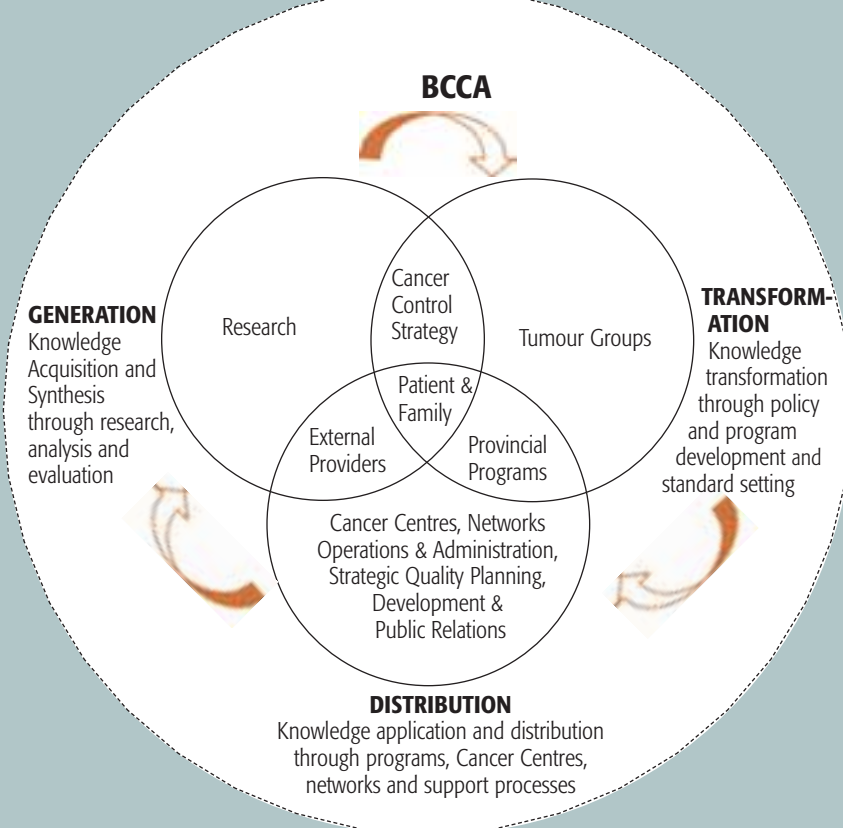 BCCA
GENERATION
Knowledge
Acquisition and
Synthesis
through research,
analysis and
evaluation
Research
Cancer
Control
Strategy
Tumour Groups
TRANSFORM-
ATION
Knowledge
transformation
through policy
and program
development and
standard setting
Patient &
Family
External
Providers
Provincial
Programs
Cancer Centres, Networks
Operations & Administration,
Strategic Quality Planning,
Development &
Public Relations
DISTRIBUTION
Knowledge application and distribution
through programs, Cancer Centres,
networks and support processes